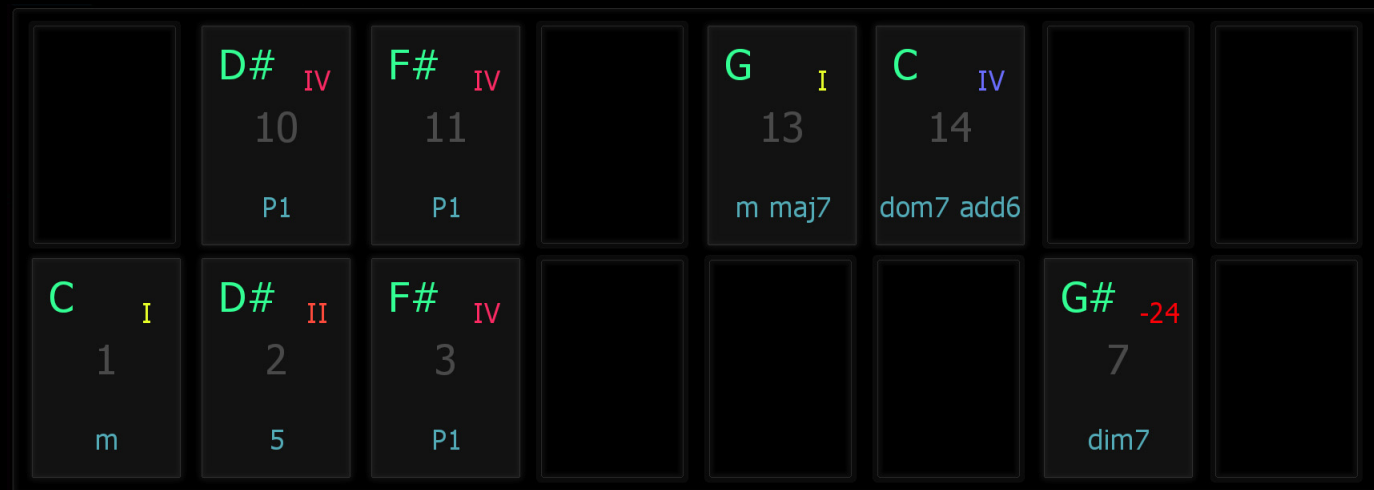 D# IV F# IV G I C IV
10 11 13 14
P1 P1 m maj7 dom7 add6
C I D# II F# IV G# -24
1 2 3 7
m 5 P1 dim7